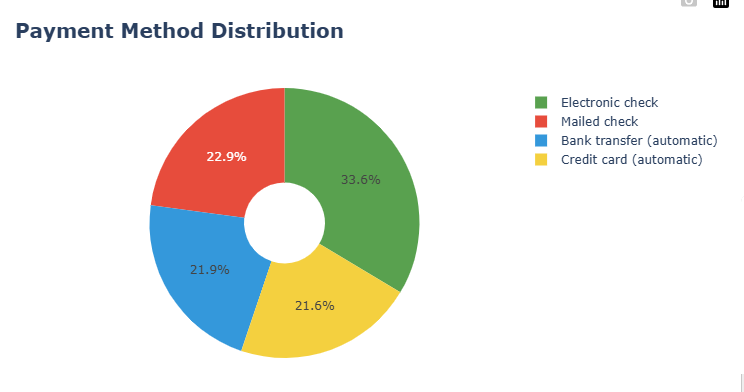 Payment Method Distribution
Electronic check
Mailed check
Bank transfer (automatic)
Credit card (automatic)
22.9%
33.6%
21.9%
21.6%